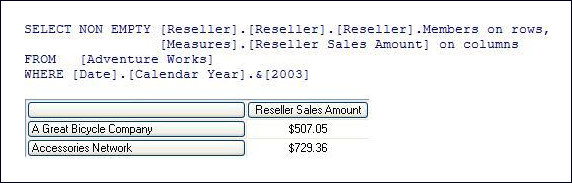 SELECT NON EMPTY [Reseller].[Reseller].[Reseller].Members on rows,
[Measures].[Reseller Sales Amount] on columns
FROM [Adventure Works]
WHERE [Date].[Calendar Year].&[2003]
Reseller Sales Amount
A Great Bicycle Company $507.05
Accessories Network $729.36